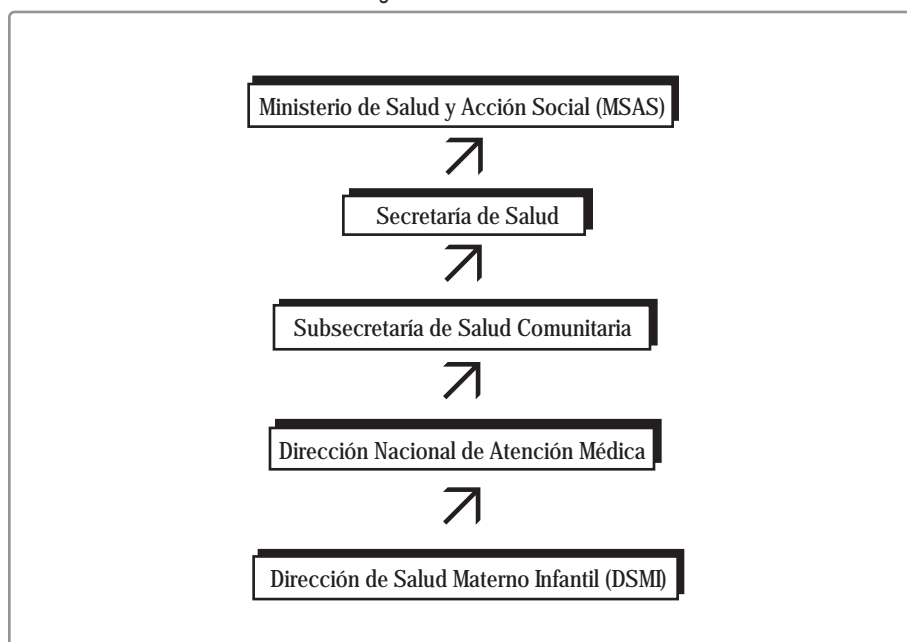 Ministerio de Salud y Acción Social (MSAS)
Secretaría de Salud
Subsecretaría de Salud Comunitaria
Dirección Nacional de Atención Médica
Dirección de Salud Materno Infantil (DSMI)